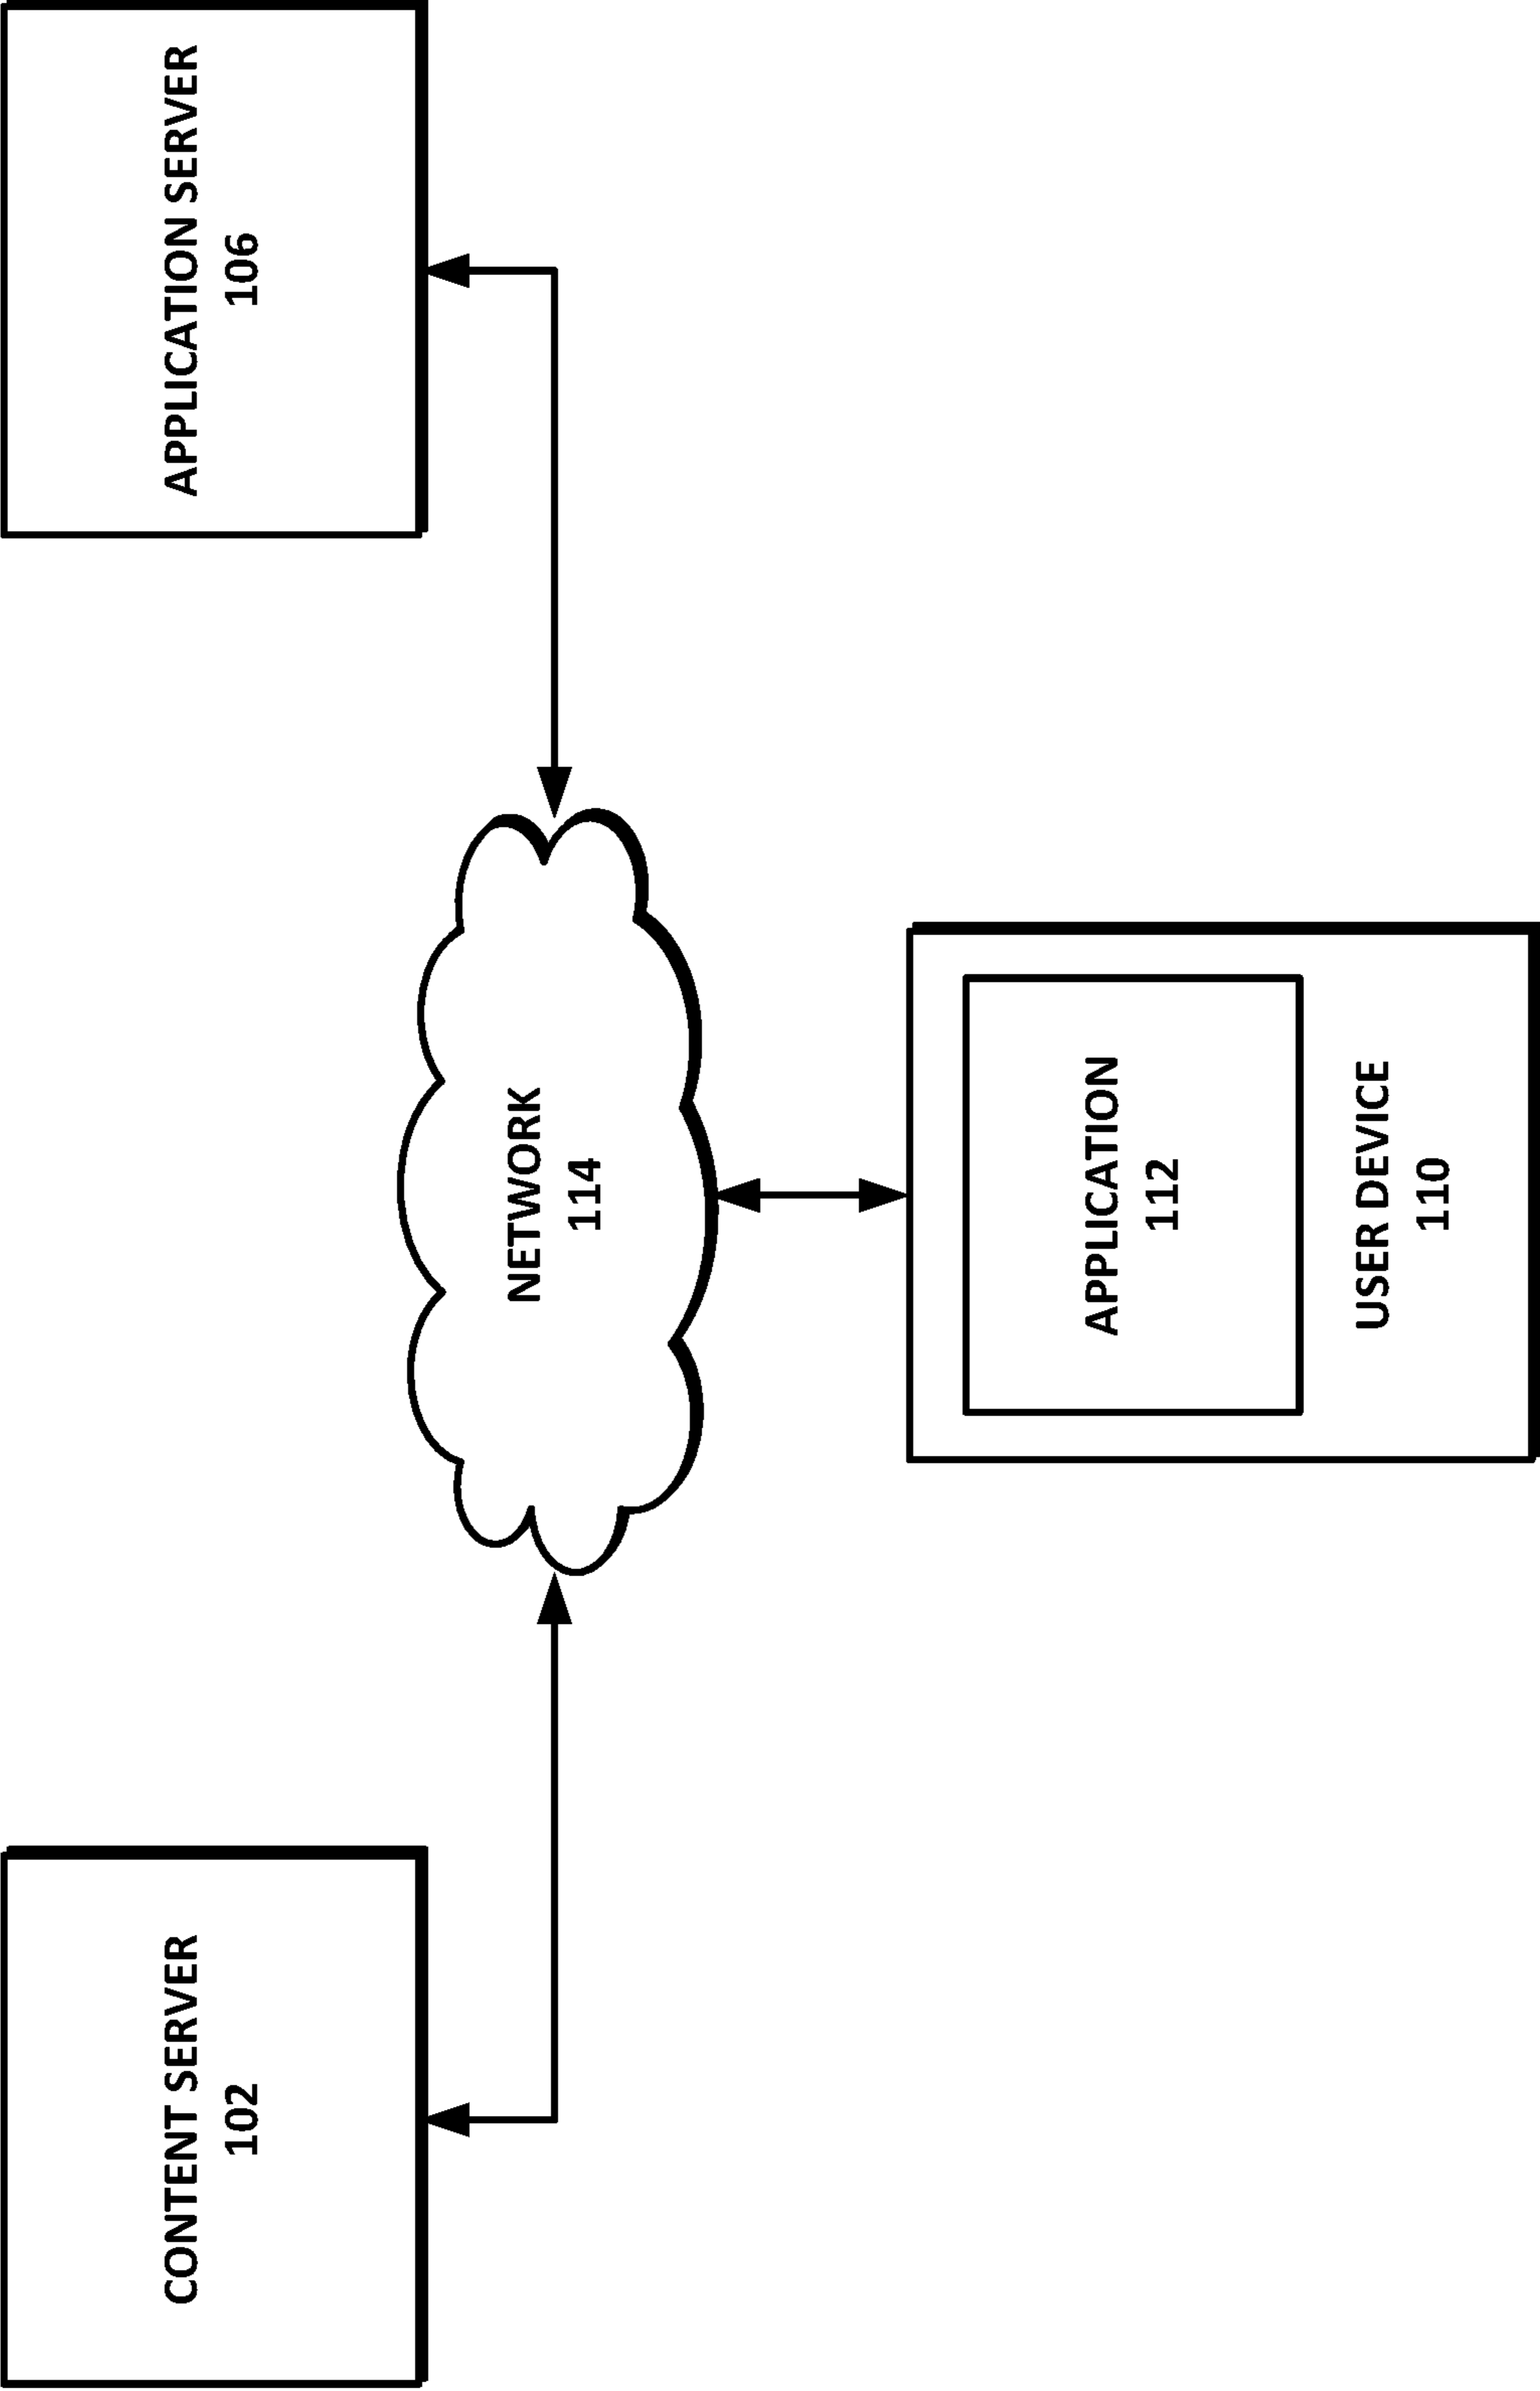 CONTENT SERVER
102
APPLICATION SERVER
106
NETWORK
114
APPLICATION
112
USER DEVICE
110